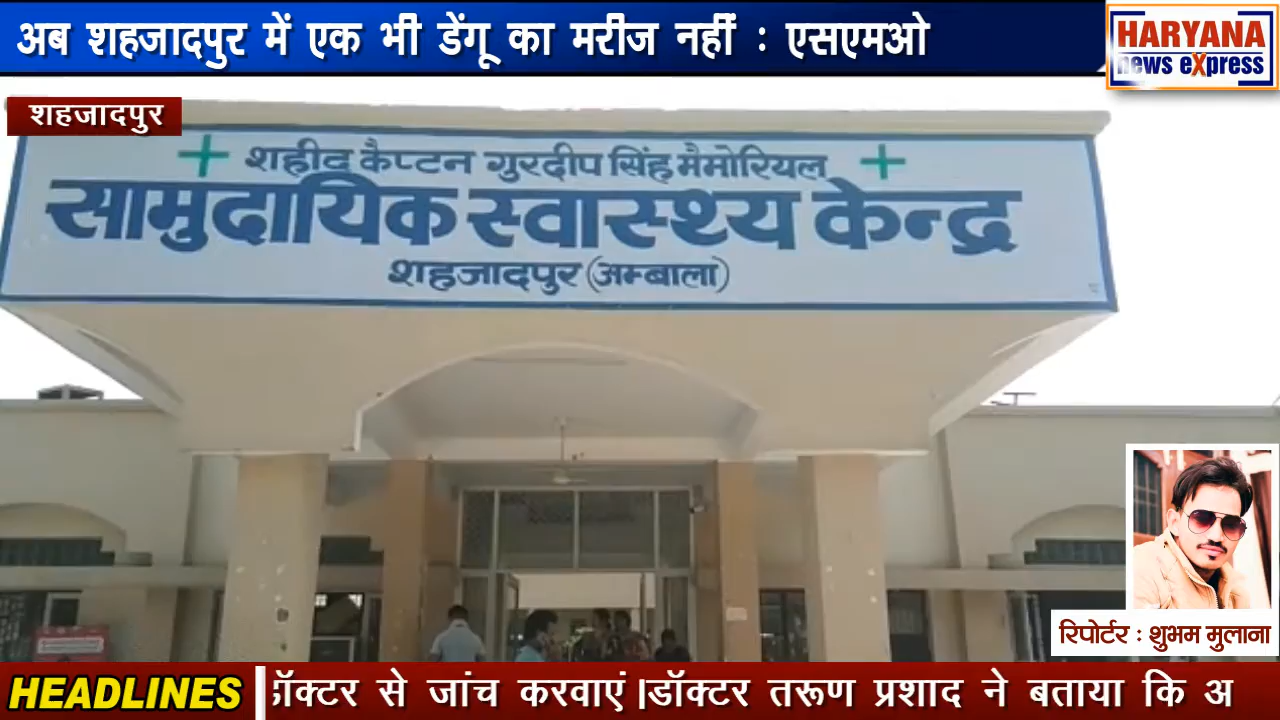 अब शहजादपुर में एक भी डेंगू का मरीज नहीं : एसएमओ
HARYANA
news eXpress
शहजादपुर
शहीद कैप्टन गुरदीप सिंह मैमोरियल
सामुदायिक स्वास्थ्य केन्द्र
शहजादपुर (अम्बाला)
रिपोर्टर : शुभम मुलाना
HEADLINES
डॉक्टर से जांच करवाएं।डॉक्टर तरूण प्रशाद ने बताया कि अ